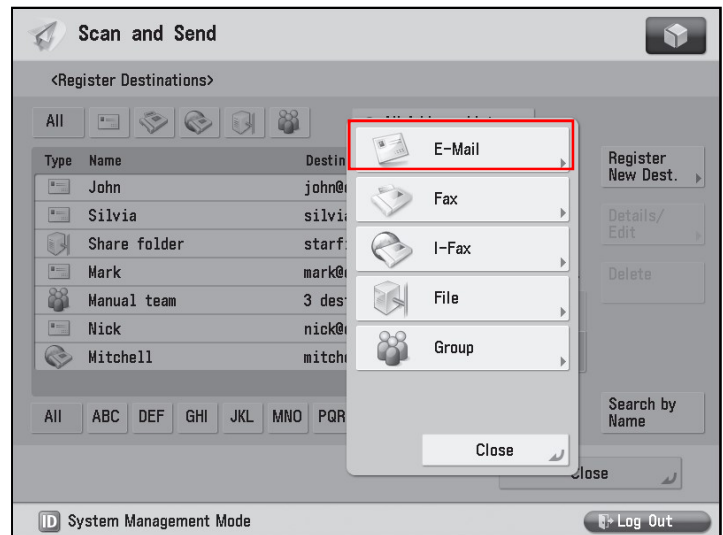 Scan and Send
<Register Destinations>
All
Type Name Destin
John john@
Silvia silvi
Share folder starf
Mark mark@
Manual team 3 des
Nick nick@
Mitchell mitch
All ABC DEF GHI JKL MNO PQR
E-Mail
Fax
I-Fax
File
Group
Close
Register
New Dest.
Details/
Edit
Delete
Search by
Name
Close
ID System Management Mode
Log Out